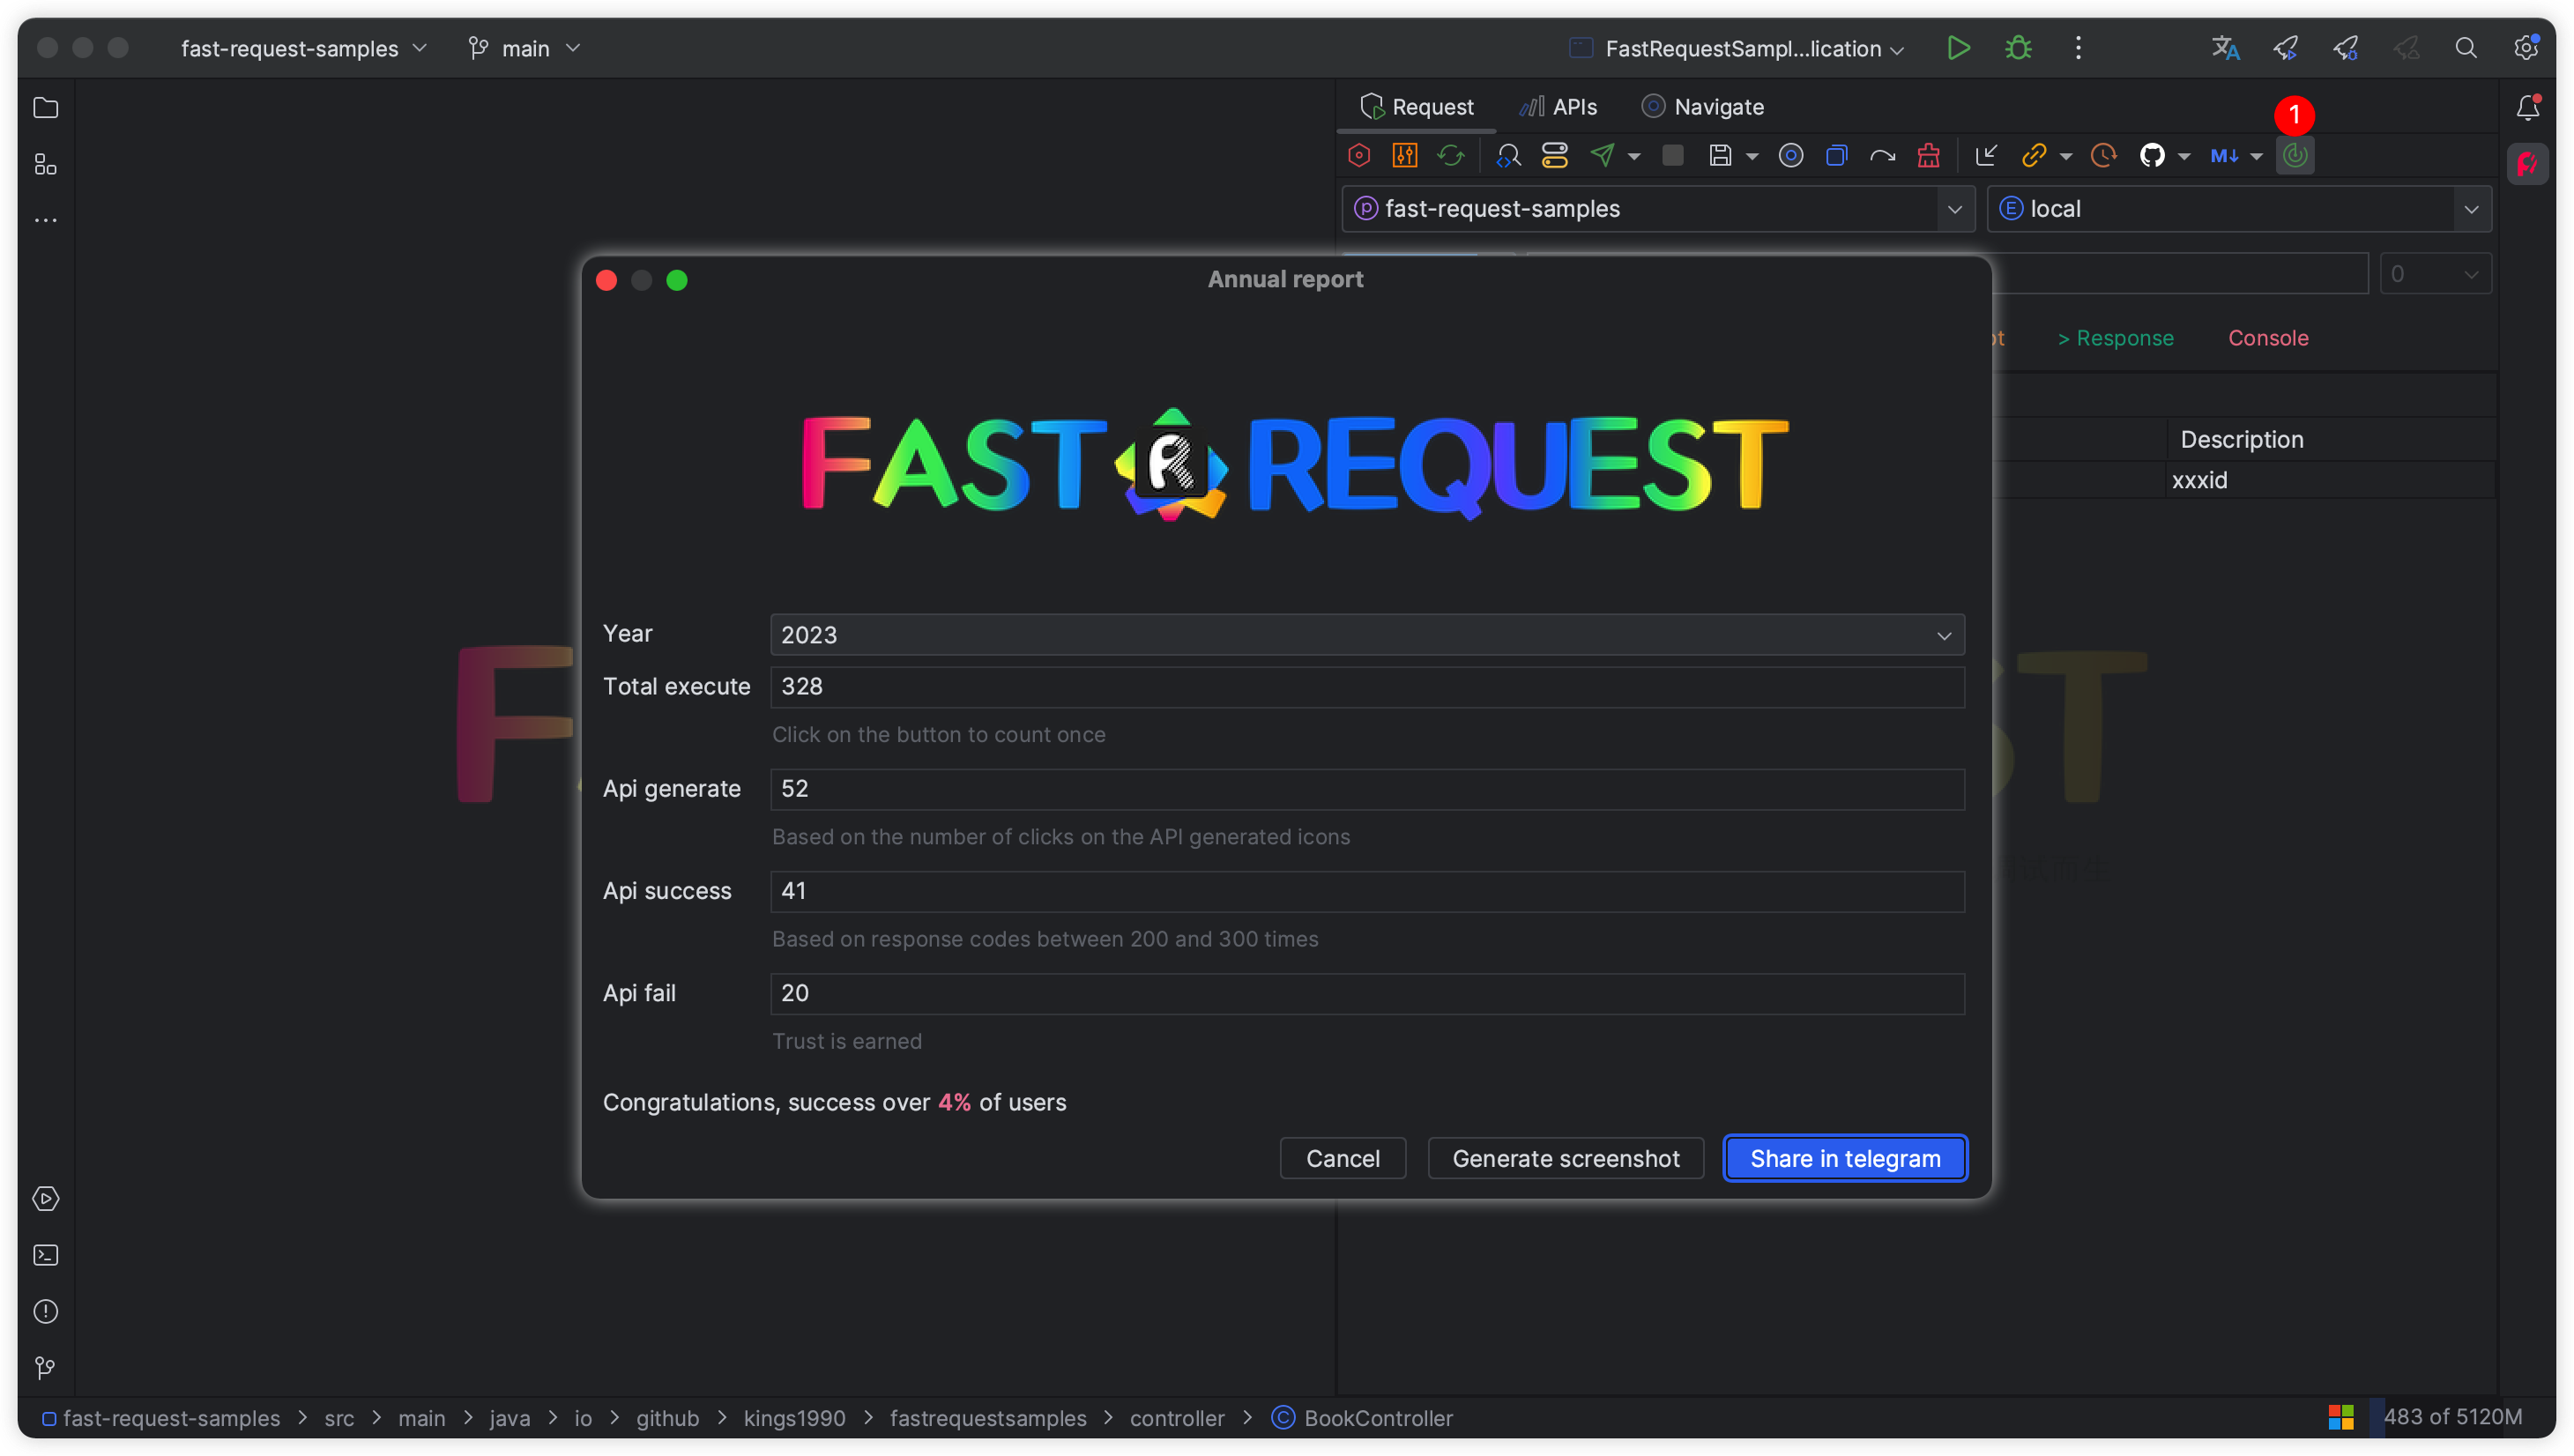 fast-request-samples main FastRequestSampl...lication
Request APIs Navigate
1
M↓
fast-request-samples local
0
> Response Console
Description
xxxid
Annual report
FAST R REQUEST
Year 2023
Total execute 328
Click on the button to count once
Api generate 52
Based on the number of clicks on the API generated icons
Api success 41
Based on response codes between 200 and 300 times
Api fail 20
Trust is earned
Congratulations, success over 4% of users
Cancel Generate screenshot Share in telegram
fast-request-samples > src > main > java > io > github > kings1990 > fastrequestsamples > controller > BookController
483 of 5120M